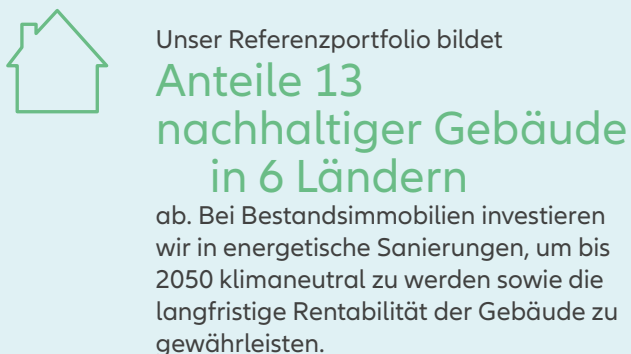 Unser Referenzportfolio bildet
Anteile 13
nachhaltiger Gebäude
in 6 Ländern
ab. Bei Bestandsimmobilien investieren
wir in energetische Sanierungen, um bis
2050 klimaneutral zu werden sowie die
langfristige Rentabilität der Gebäude zu
gewährleisten.